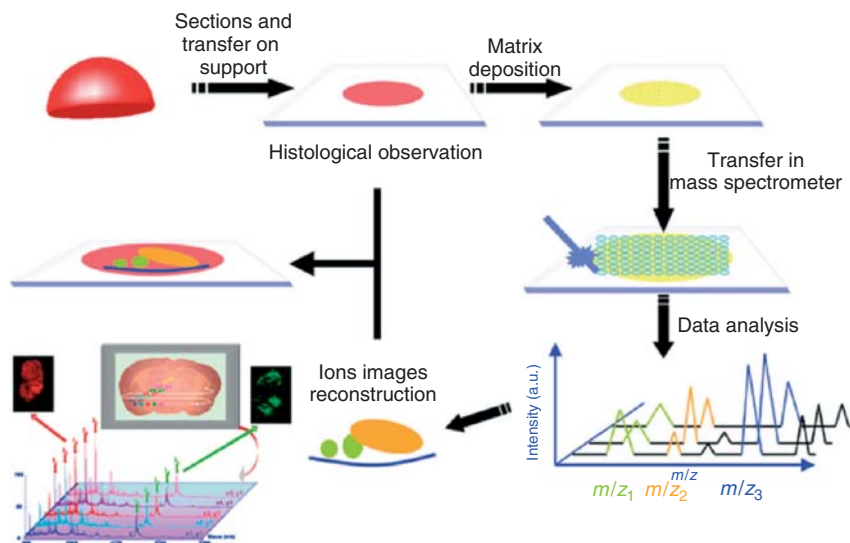 Sections and
transfer on
support
Matrix
deposition
Histological observation
Transfer in
mass spectrometer
Data analysis
Ions images
reconstruction
Intensity (a.u.)
m/z
m/z₁
m/z₂
m/z₃